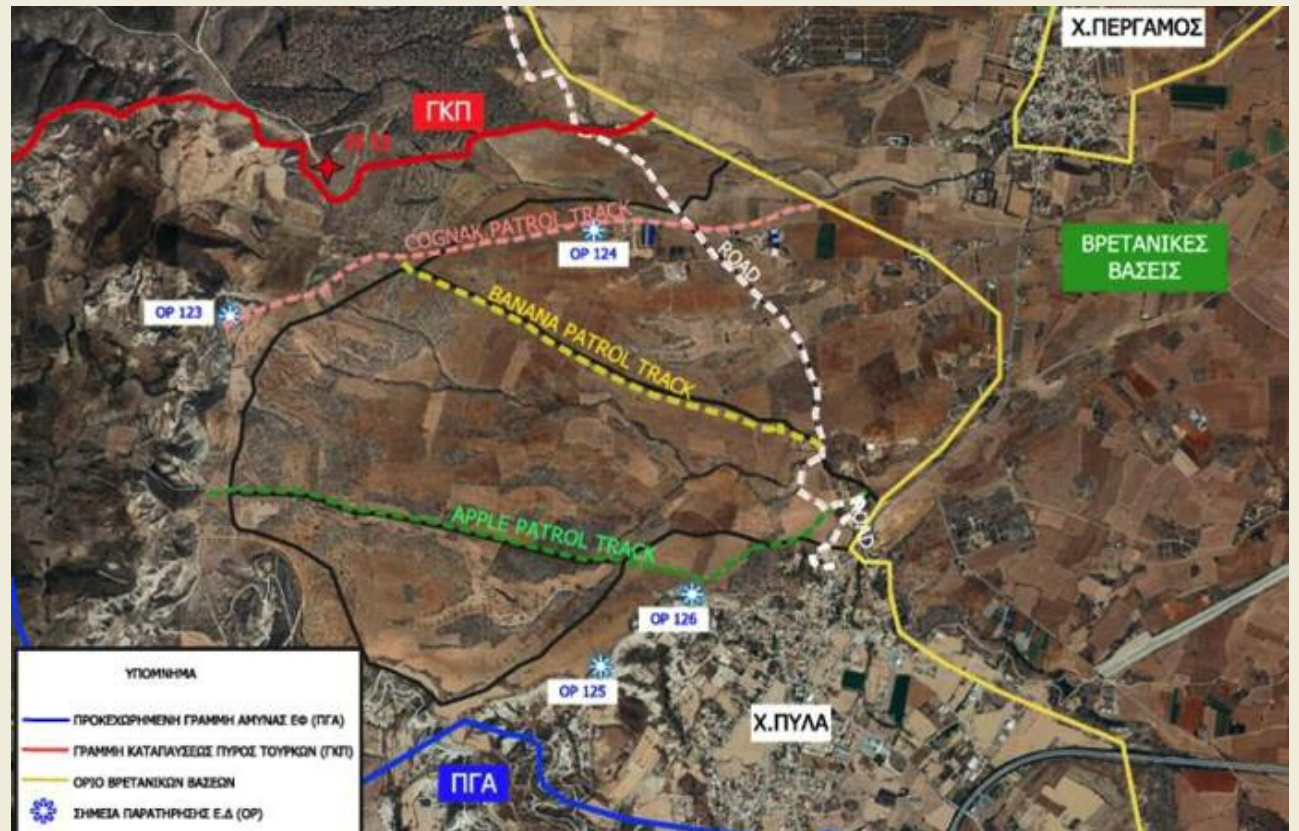 Χ.ΠΕΡΓΑΜΟΣ
ΓΚΠ
ΒΡΕΤΑΝΙΚΕΣ
ΒΑΣΕΙΣ
COGNAK PATROL TRACK
OP 124
ROAD
OP 123
BANANA PATROL TRACK
APPLE PATROL TRACK
ROAD
OP 126
OP 125
Χ.ΠΥΛΑ
ΠΓΑ
ΥΠΟΜΝΗΜΑ
ΠΡΟΚΕΧΩΡΗΜΕΝΗ ΓΡΑΜΜΗ ΑΜΥΝΑΣ ΕΦ (ΠΓΑ)
ΓΡΑΜΜΗ ΚΑΤΑΠΑΥΣΕΩΣ ΠΥΡΟΣ ΤΟΥΡΚΩΝ (ΓΚΠ)
ΟΡΙΟ ΒΡΕΤΑΝΙΚΩΝ ΒΑΣΕΩΝ
ΣΗΜΕΙΑ ΠΑΡΑΤΗΡΗΣΗΣ Ε.Δ (ΟΡ)